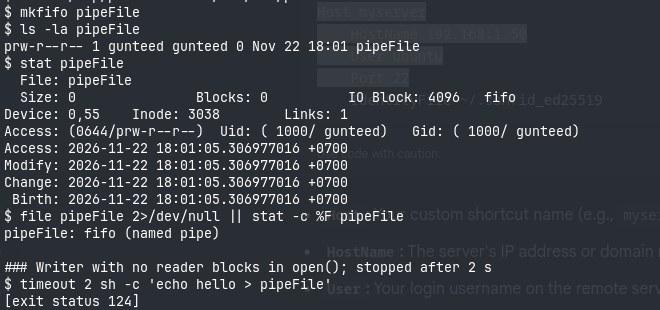 $ mkfifo pipeFile
$ ls -la pipeFile
prw-r--r-- 1 gunteed gunteed 0 Nov 22 18:01 pipeFile
$ stat pipeFile
  File: pipeFile
  Size: 0               Blocks: 0          IO Block: 4096   fifo
Device: 0,55    Inode: 3038        Links: 1
Access: (0644/prw-r--r--)  Uid: ( 1000/ gunteed)   Gid: ( 1000/ gunteed)
Access: 2026-11-22 18:01:05.306977016 +0700
Modify: 2026-11-22 18:01:05.306977016 +0700
Change: 2026-11-22 18:01:05.306977016 +0700
 Birth: 2026-11-22 18:01:05.306977016 +0700
$ file pipeFile 2>/dev/null || stat -c %F pipeFile
pipeFile: fifo (named pipe)
### Writer with no reader blocks in open(); stopped after 2 s
$ timeout 2 sh -c 'echo hello > pipeFile'
[exit status 124]
Host myserver
HostName 192.168.1.50
User ubuntu
Port 22
id_ed25519
code with caution.
custom shortcut name (e.g., myse
HostName : The server's IP address or domain
User : Your login username on the remote serv